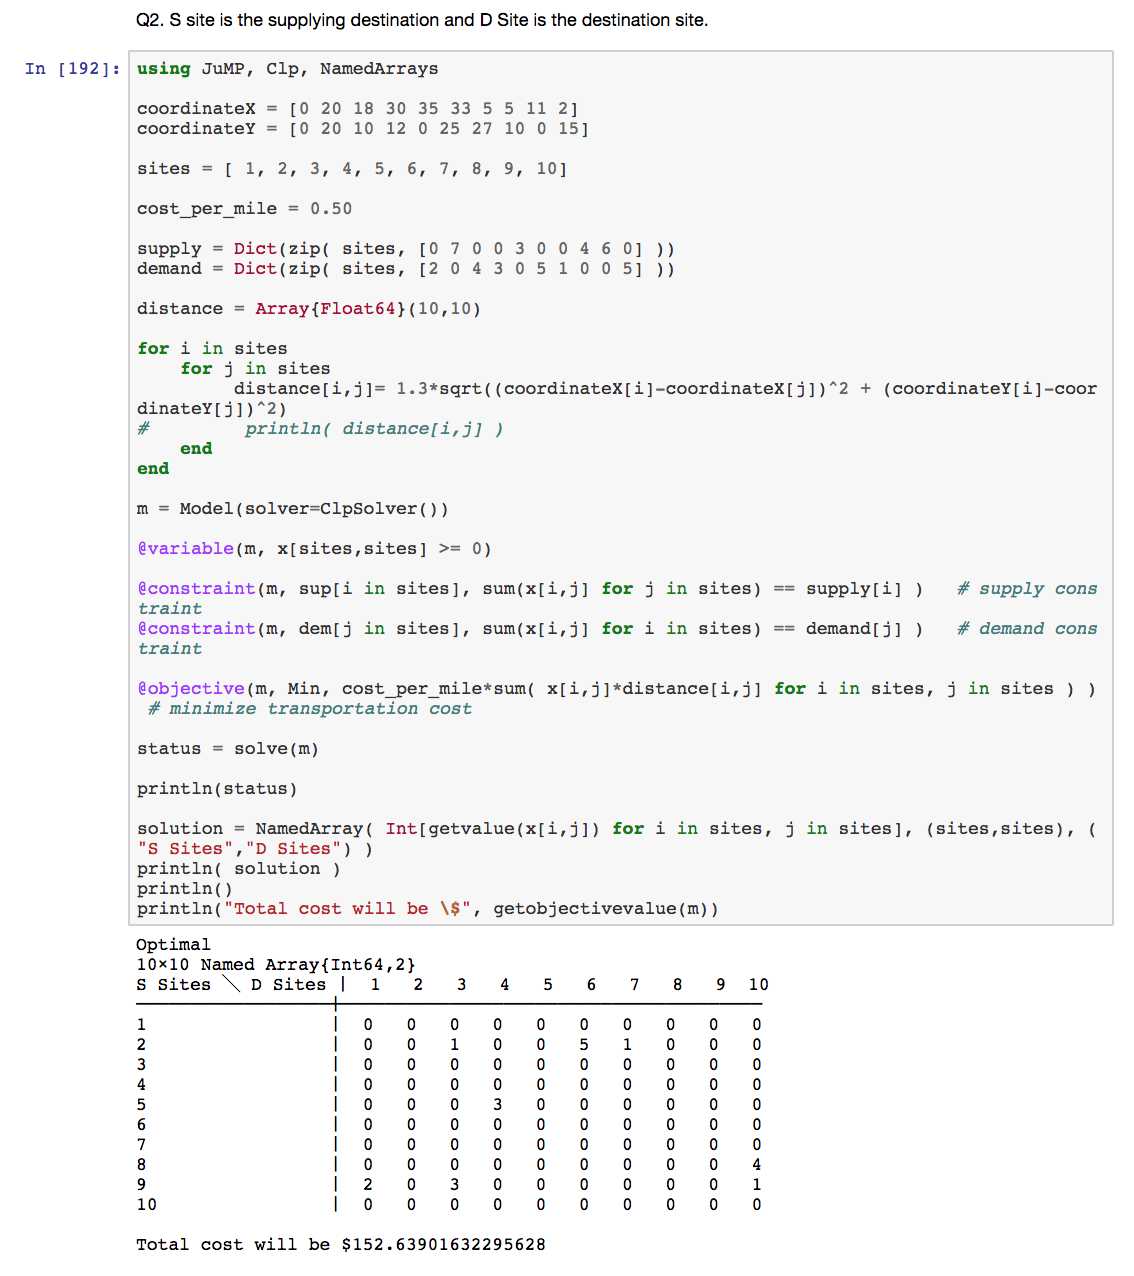 Q2. S site is the supplying destination and D Site is the destination site.
In [192]: using JuMP, Clp, NamedArrays
coordinateX = [0 20 18 30 35 33 5 5 11 2]
coordinateY = [0 20 10 12 0 25 27 10 0 15]
sites = [ 1, 2, 3, 4, 5, 6, 7, 8, 9, 10]
cost_per_mile = 0.50
supply = Dict(zip( sites, [0 7 0 0 3 0 0 4 6 0] ))
demand = Dict(zip( sites, [2 0 4 3 0 5 1 0 0 5] ))
distance = Array{Float64}(10,10)
for i in sites
    for j in sites
         distance[i,j]= 1.3*sqrt((coordinateX[i]-coordinateX[j])^2 + (coordinateY[i]-coor
dinateY[j])^2)
#         println( distance[i,j] )
    end
end
m = Model(solver=ClpSolver())
@variable(m, x[sites,sites] >= 0)
@constraint(m, sup[i in sites], sum(x[i,j] for j in sites) == supply[i] )   # supply cons
traint
@constraint(m, dem[j in sites], sum(x[i,j] for i in sites) == demand[j] )   # demand cons
traint
@objective(m, Min, cost_per_mile*sum( x[i,j]*distance[i,j] for i in sites, j in sites ) )
 # minimize transportation cost
status = solve(m)
println(status)
solution = NamedArray( Int[getvalue(x[i,j]) for i in sites, j in sites], (sites,sites), (
"S Sites","D Sites") )
println( solution )
println()
println("Total cost will be \$", getobjectivevalue(m))
Optimal
10×10 Named Array{Int64,2}
S Sites ╲ D Sites │  1   2   3   4   5   6   7   8   9  10
1                 │  0   0   0   0   0   0   0   0   0   0
2                 │  0   0   1   0   0   5   1   0   0   0
3                 │  0   0   0   0   0   0   0   0   0   0
4                 │  0   0   0   0   0   0   0   0   0   0
5                 │  0   0   0   3   0   0   0   0   0   0
6                 │  0   0   0   0   0   0   0   0   0   0
7                 │  0   0   0   0   0   0   0   0   0   0
8                 │  0   0   0   0   0   0   0   0   0   4
9                 │  2   0   3   0   0   0   0   0   0   1
10                │  0   0   0   0   0   0   0   0   0   0
Total cost will be $152.63901632295628